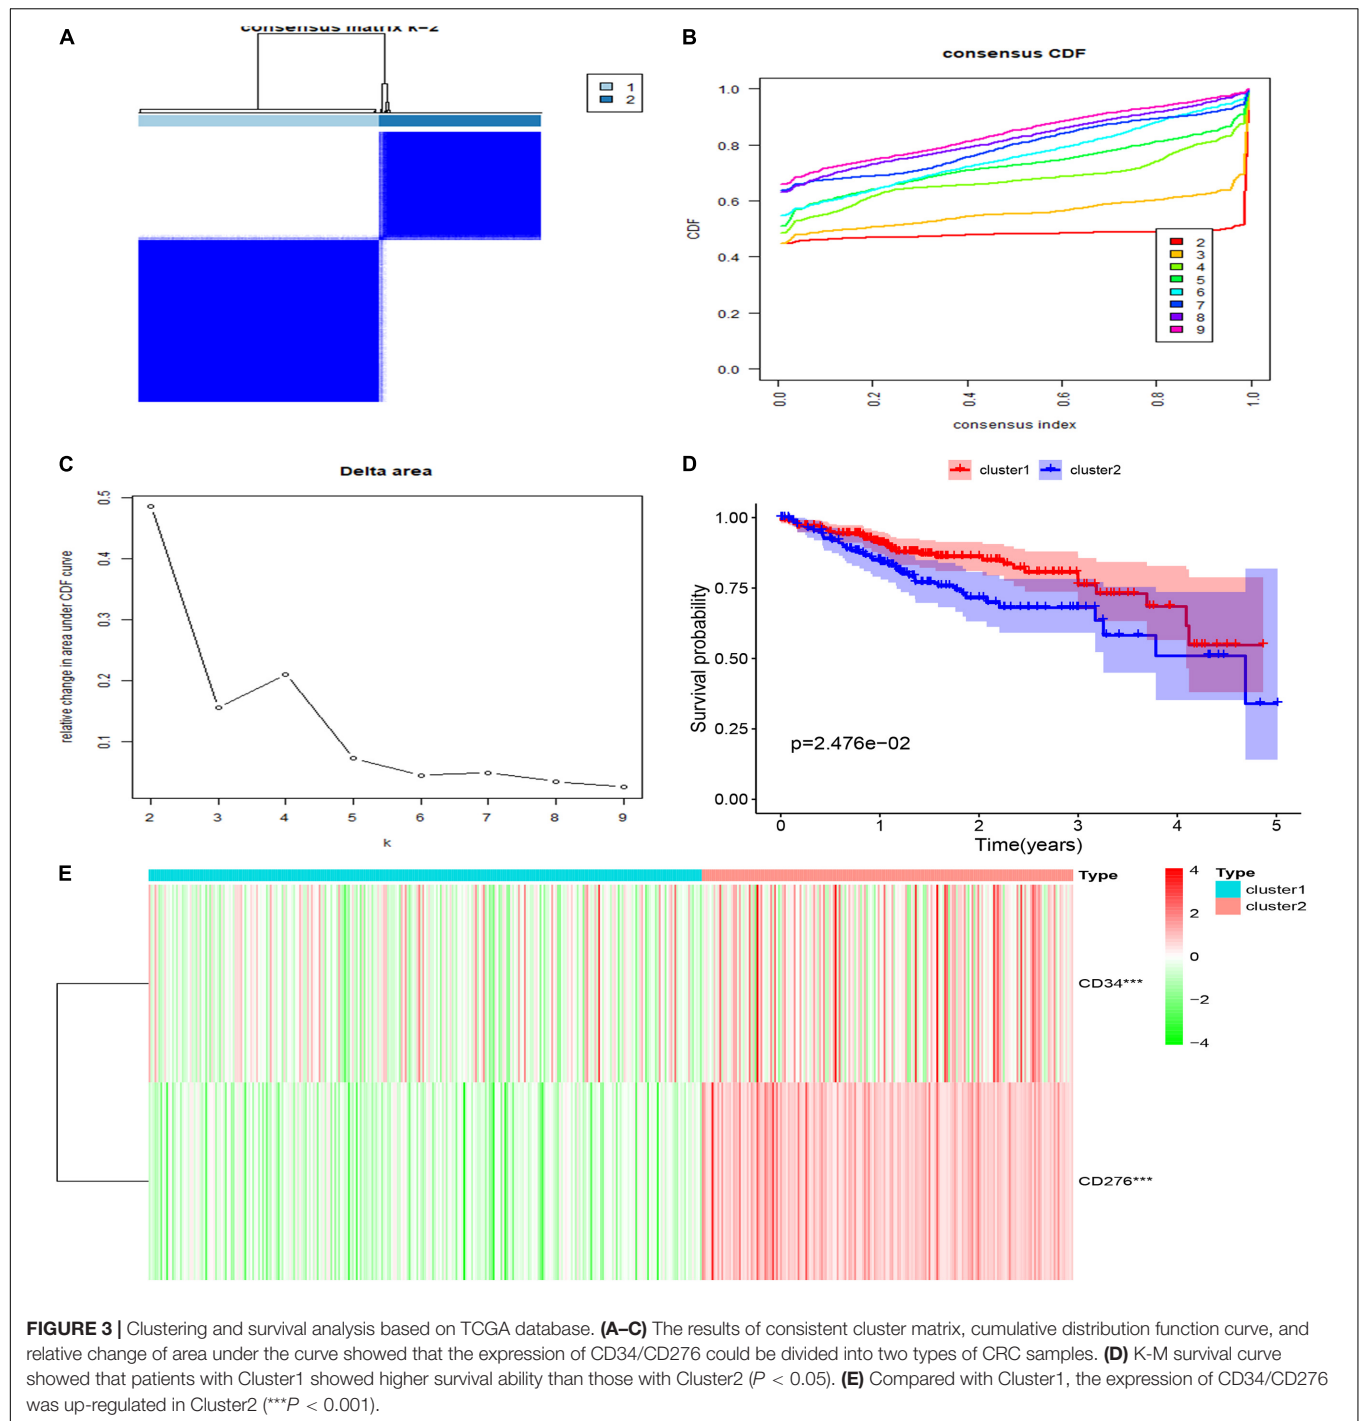 A
consensus matrix k=2
1
2
B
consensus CDF
CDF
1.0
0.8
0.6
0.4
0.2
0.0
2
3
4
5
6
7
8
9
0.0 0.2 0.4 0.6 0.8 1.0
consensus index
C
Delta area
relative change in area under CDF curve
0.5
0.4
0.3
0.2
0.1
2 3 4 5 6 7 8 9
k
D
cluster1 cluster2
Survival probability
1.00
0.75
0.50
0.25
0.00
p=2.476e−02
0 1 2 3 4 5
Time(years)
E
Type
CD34***
CD276***
4
2
0
−2
−4
Type
cluster1
cluster2
FIGURE 3 | Clustering and survival analysis based on TCGA database. (A–C) The results of consistent cluster matrix, cumulative distribution function curve, and
relative change of area under the curve showed that the expression of CD34/CD276 could be divided into two types of CRC samples. (D) K-M survival curve
showed that patients with Cluster1 showed higher survival ability than those with Cluster2 (P < 0.05). (E) Compared with Cluster1, the expression of CD34/CD276
was up-regulated in Cluster2 (***P < 0.001).